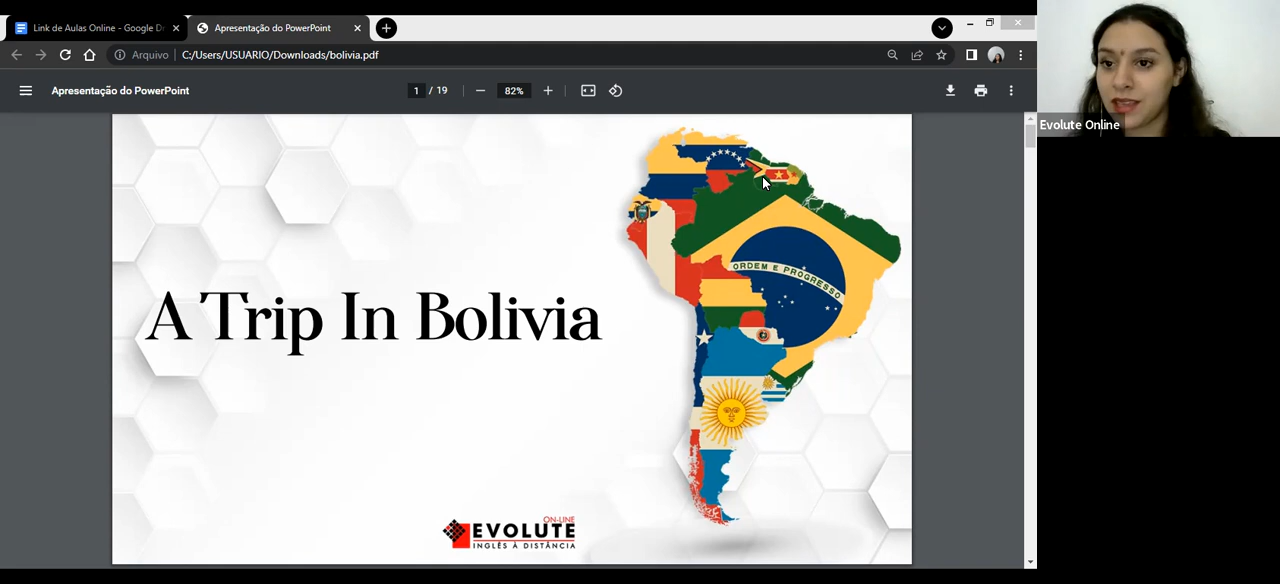 Link de Aulas Online - Google Dr
Apresentação do PowerPoint
Arquivo
C:/Users/USUARIO/Downloads/bolivia.pdf
Apresentação do PowerPoint
1 / 19
82%
Evolute Online
ORDEM E PROGRESSO
A Trip In Bolivia
ON-LINE
EVOLUTE
INGLÊS À DISTÂNCIA